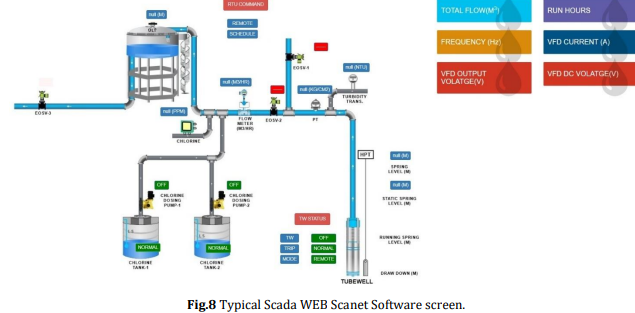 null (M)
OLT
RTU COMMAND
REMOTE
SCHEDULE
TOTAL FLOW(M³)
RUN HOURS
FREQUENCY (Hz)
VFD CURRENT (A)
VFD OUTPUT
VOLATGE(V)
VFD DC VOLATGE(V)
EOSV-1
null (NTU)
TURBIDITY
TRANS.
null (M3/HR)
null (KG/CM2)
EOSV-3
null (PPM)
CHLORINE
FLOW
METER
(M3/HR)
EOSV-2
PT
HPT
null (M)
SPRING
LEVEL (M)
OFF
CHLORINE
DOSING
PUMP-1
OFF
CHLORINE
DOSING
PUMP-2
null (M)
STATIC SPRING
LEVEL (M)
TW STATUS
TW
OFF
TRIP
NORMAL
MODE
REMOTE
RUNNING SPRING
LEVEL (M)
NORMAL
NORMAL
CHLORINE
TANK-1
CHLORINE
TANK-2
DRAW DOWN (M)
TUBEWELL
Fig.8 Typical Scada WEB Scanet Software screen.